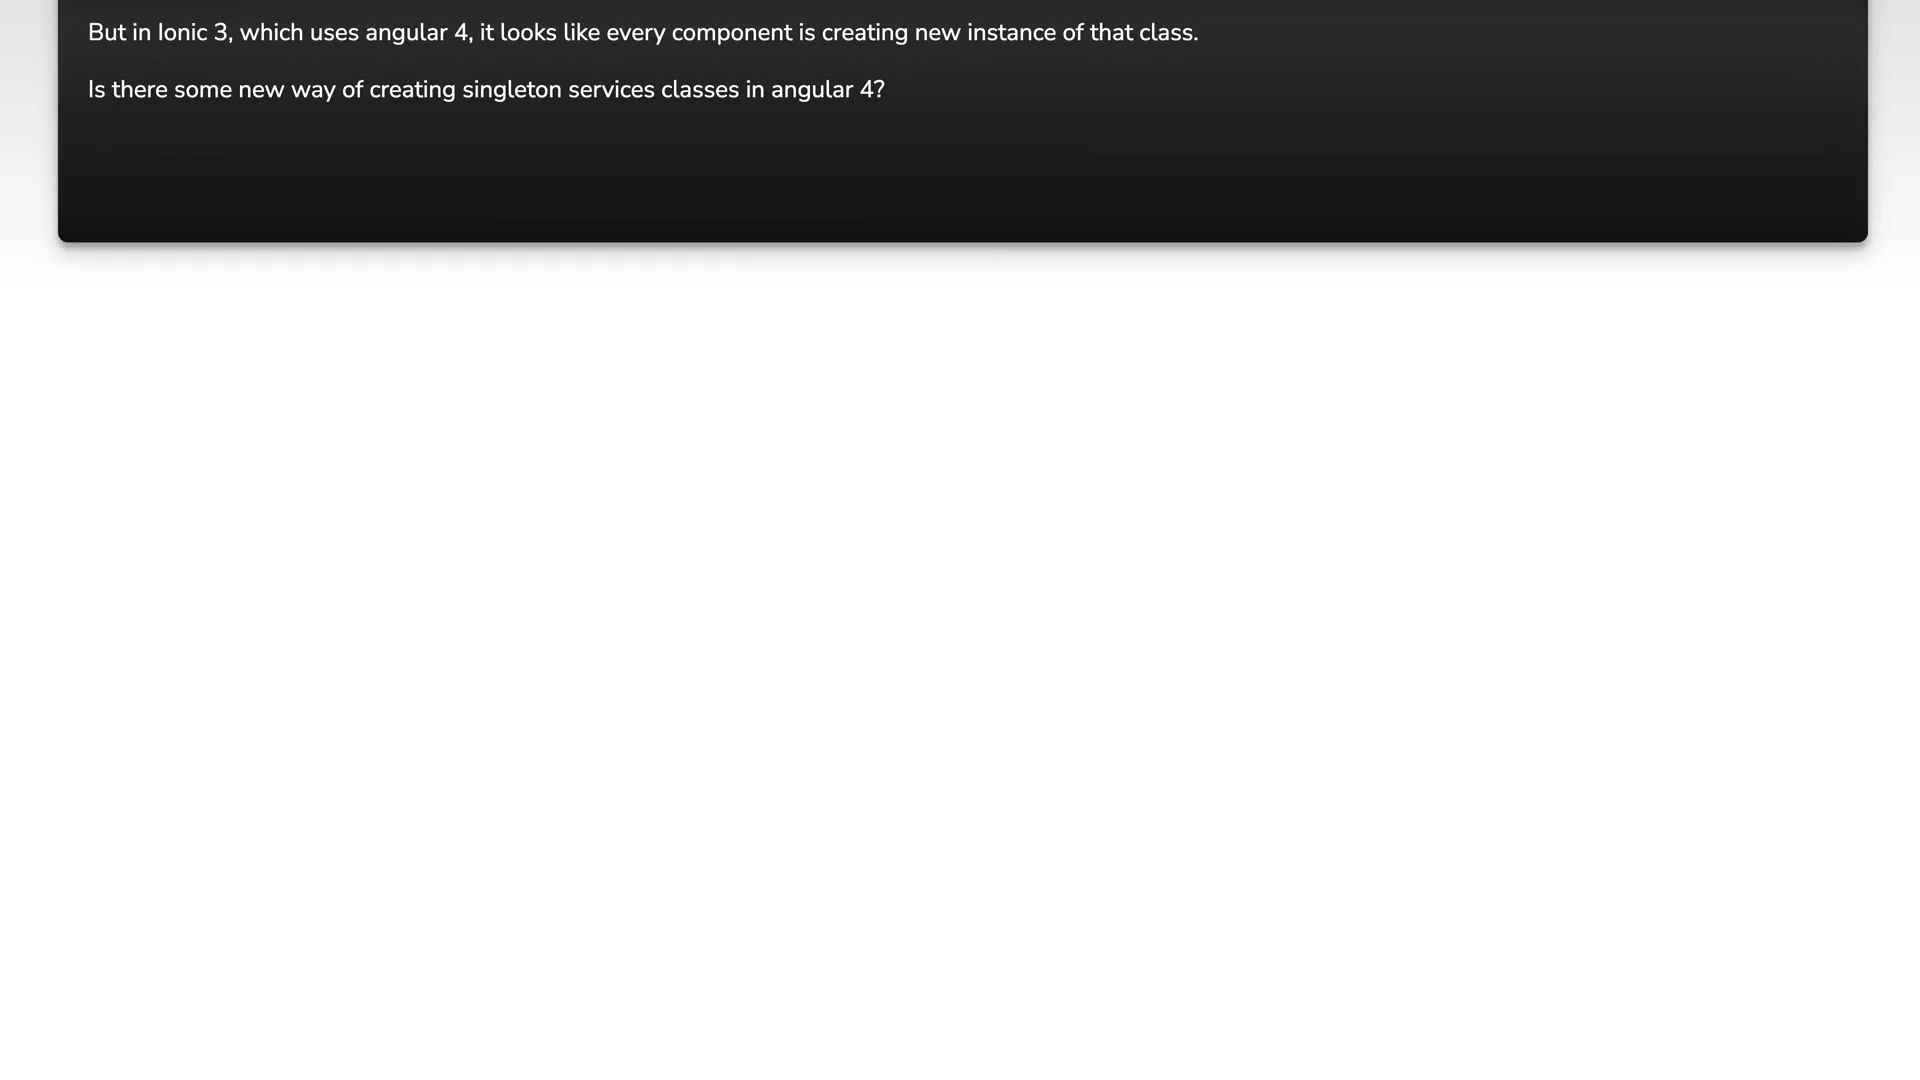 But in Ionic 3, which uses angular 4, it looks like every component is creating new instance of that class.
Is there some new way of creating singleton services classes in angular 4?